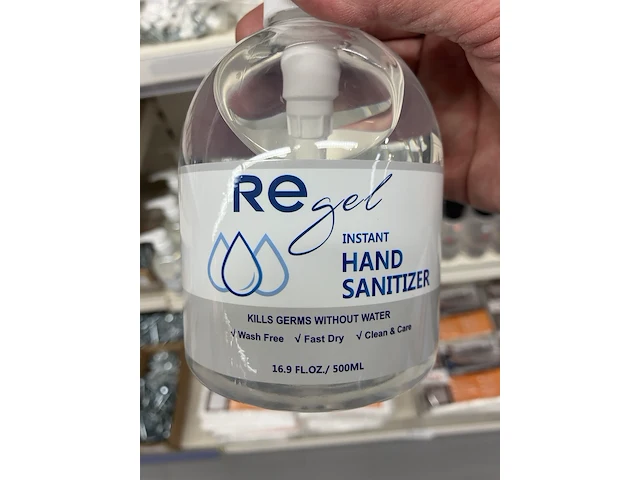 REgel
INSTANT
HAND
SANITIZER
KILLS GERMS WITHOUT WATER
√ Wash Free √ Fast Dry √ Clean & Care
16.9 FL.OZ./ 500ML